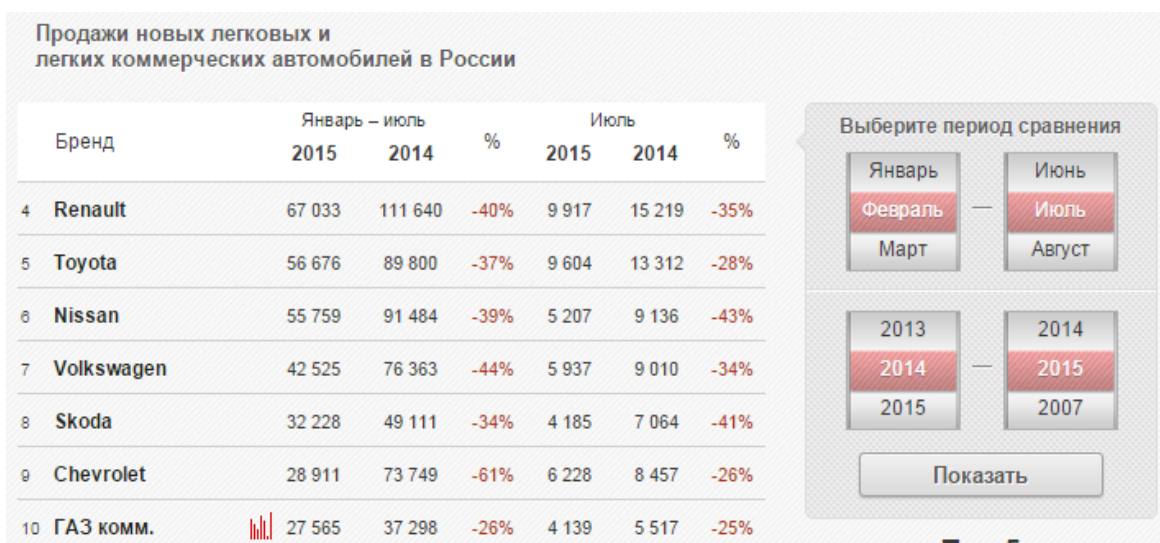 Продажи новых легковых и
легких коммерческих автомобилей в России
Бренд Январь – июль % Июль %
2015 2014 2015 2014
4 Renault 67 033 111 640 -40% 9 917 15 219 -35%
5 Toyota 56 676 89 800 -37% 9 604 13 312 -28%
6 Nissan 55 759 91 484 -39% 5 207 9 136 -43%
7 Volkswagen 42 525 76 363 -44% 5 937 9 010 -34%
8 Skoda 32 228 49 111 -34% 4 185 7 064 -41%
9 Chevrolet 28 911 73 749 -61% 6 228 8 457 -26%
10 ГАЗ комм. 27 565 37 298 -26% 4 139 5 517 -25%
Выберите период сравнения
Январь Июнь
Февраль — Июль
Март Август
2013 2014
2014 — 2015
2015 2007
Показать